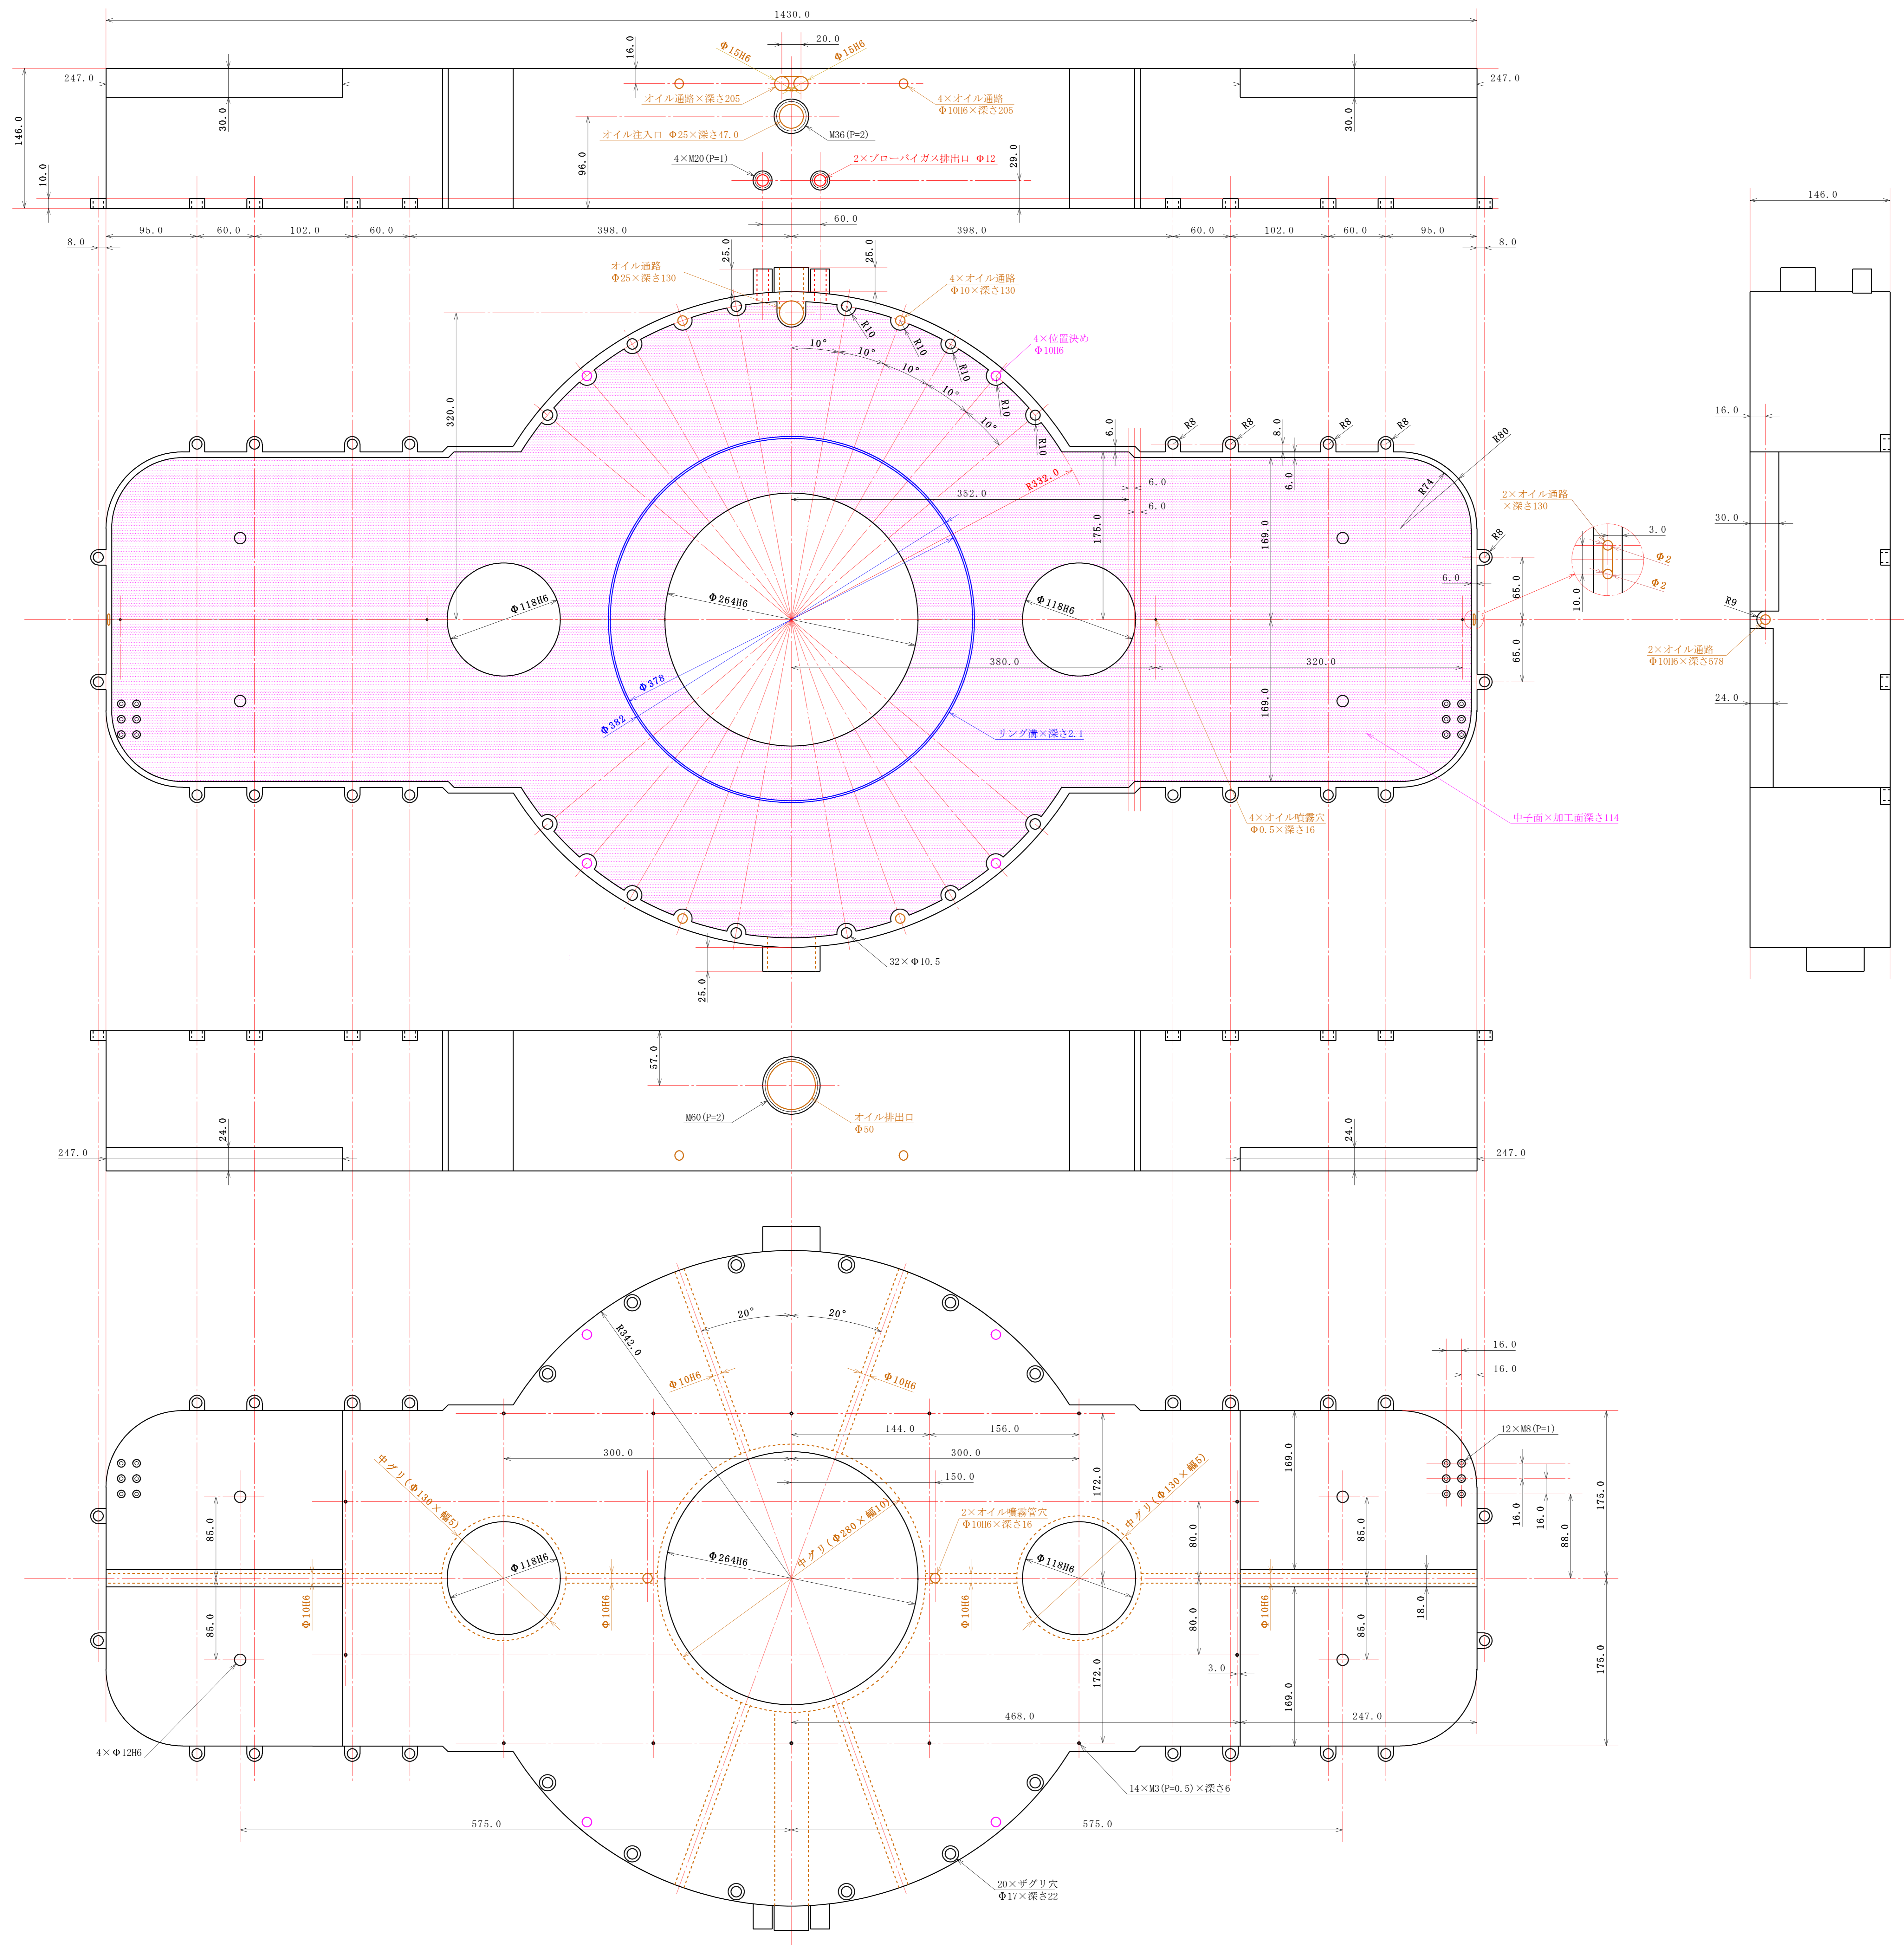 1430.0
20.0
Φ15H6
Φ15H6
16.0
247.0
247.0
30.0
30.0
オイル通路×深さ205
4×オイル通路
Φ10H6×深さ205
146.0
オイル注入口 Φ25×深さ47.0
M36(P=2)
96.0
4×M20(P=1)
2×ブローバイガス排出口 Φ12
29.0
10.0
146.0
60.0
95.0
60.0
102.0
60.0
398.0
398.0
60.0
102.0
60.0
95.0
8.0
8.0
25.0
25.0
オイル通路
Φ25×深さ130
4×オイル通路
Φ10×深さ130
R10
R10
R10
R10
R10
4×位置決め
Φ10H6
10°
10°
10°
10°
10°
320.0
6.0
R8
R8
8.0
R8
R8
R80
16.0
R332.0
6.0
6.0
352.0
6.0
R74
175.0
169.0
2×オイル通路
×深さ130
3.0
Φ2
Φ2
10.0
30.0
R8
6.0
65.0
65.0
R9
Φ118H6
Φ264H6
Φ118H6
380.0
320.0
2×オイル通路
Φ10H6×深さ578
24.0
Φ378
Φ382
リング溝×深さ2.1
169.0
4×オイル噴霧穴
Φ0.5×深さ16
中子面×加工面深さ114
32×Φ10.5
25.0
57.0
M60(P=2)
オイル排出口
Φ50
24.0
24.0
247.0
247.0
20°
20°
R342.0
Φ10H6
Φ10H6
16.0
16.0
144.0
156.0
12×M8(P=1)
300.0
300.0
中グリ(Φ130×幅5)
中グリ(Φ130×幅5)
150.0
172.0
169.0
175.0
中グリ(Φ280×幅10)
2×オイル噴霧管穴
Φ10H6×深さ16
16.0
16.0
88.0
85.0
80.0
85.0
Φ118H6
Φ264H6
Φ118H6
Φ10H6
Φ10H6
Φ10H6
Φ10H6
18.0
85.0
80.0
85.0
172.0
3.0
169.0
175.0
468.0
247.0
4×Φ12H6
14×M3(P=0.5)×深さ6
575.0
575.0
20×ザグリ穴
Φ17×深さ22